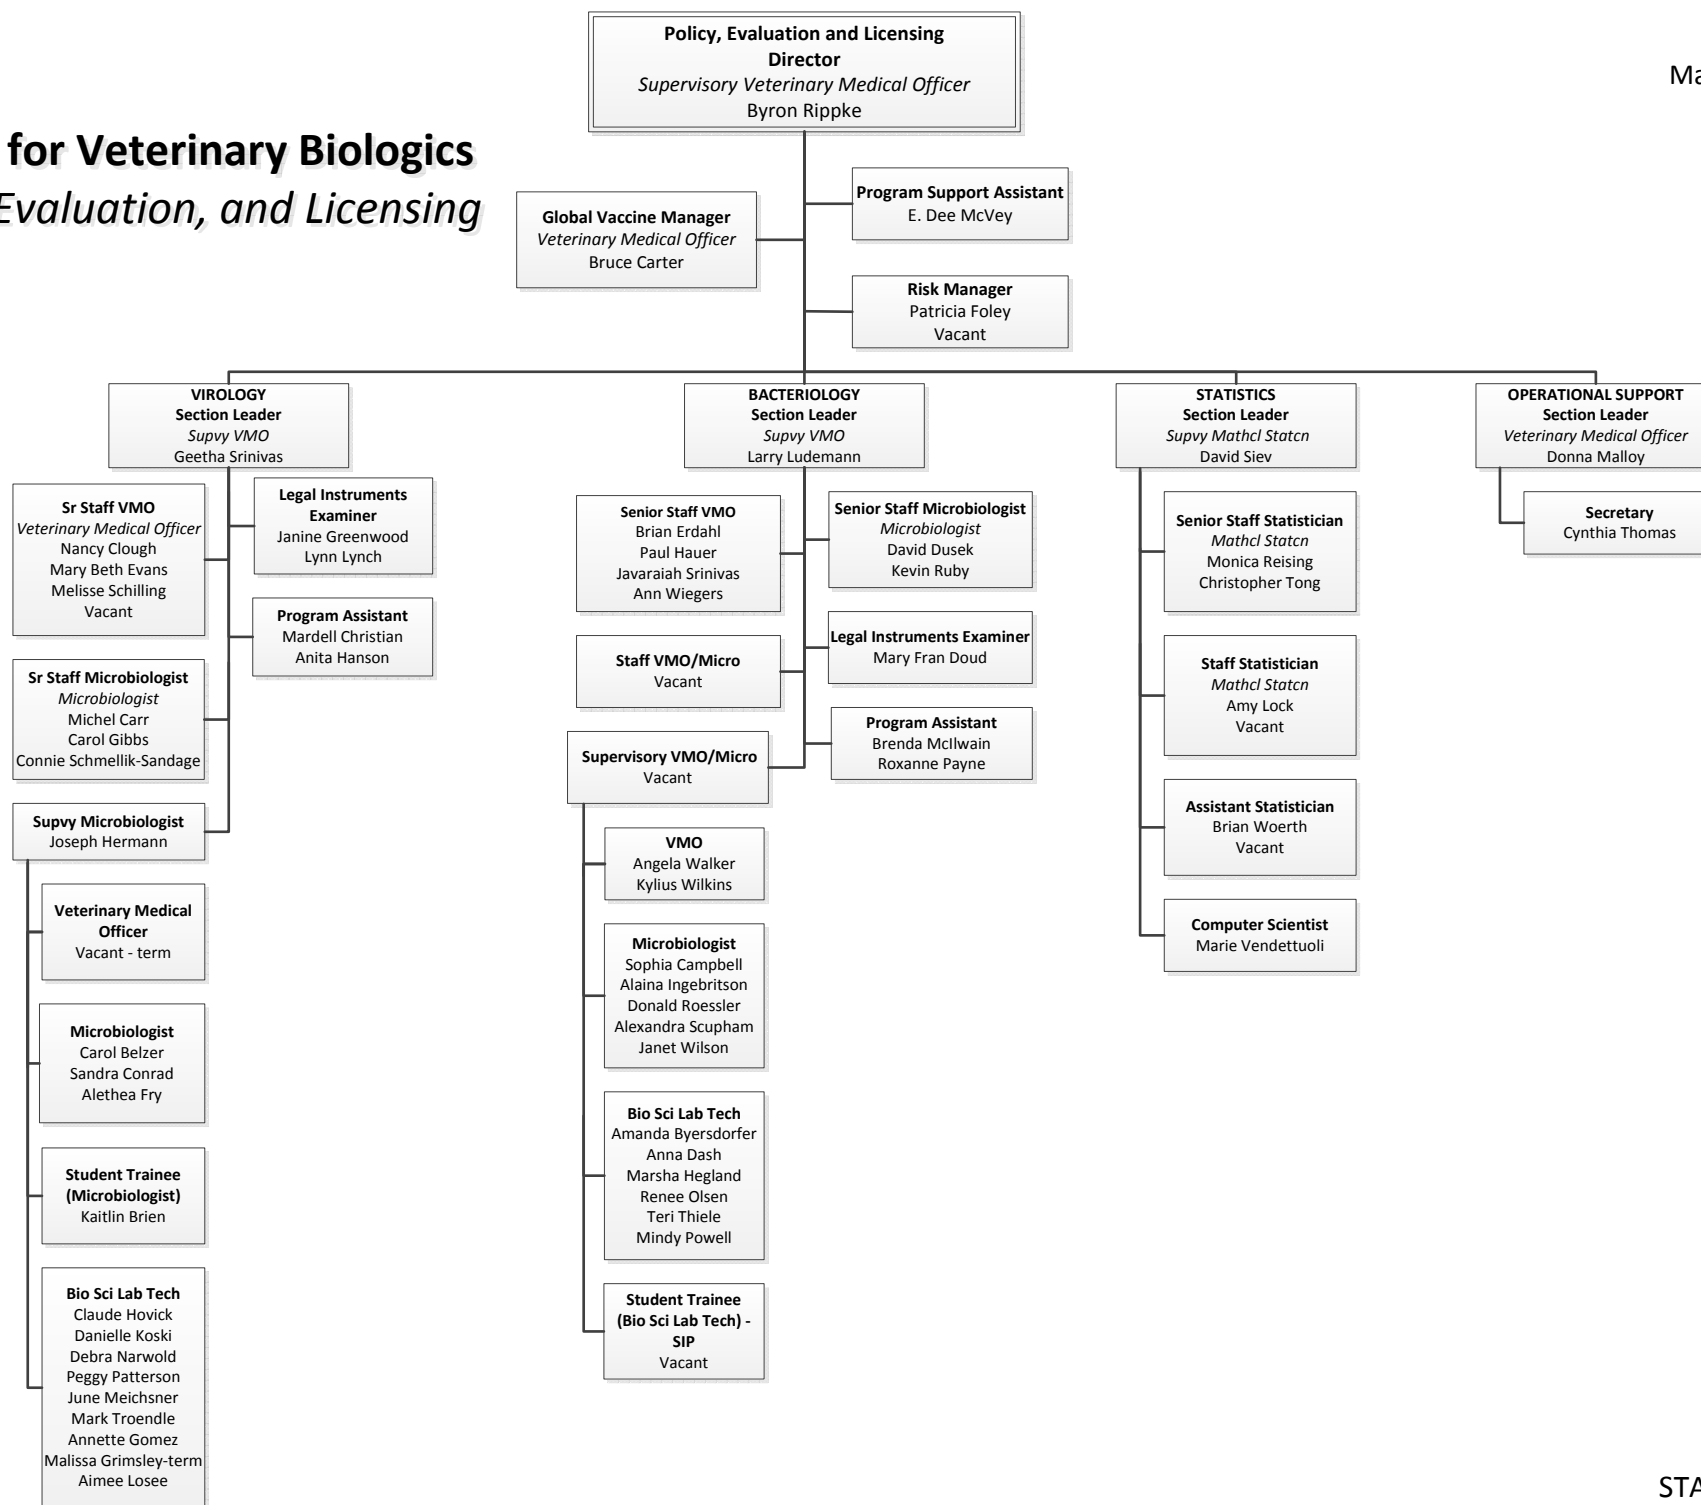 Policy, Evaluation and Licensing
Director
Supervisory Veterinary Medical Officer
Byron Rippke
Ma
for Veterinary Biologics
Evaluation, and Licensing
Global Vaccine Manager
Veterinary Medical Officer
Bruce Carter
Program Support Assistant
E. Dee McVey
Risk Manager
Patricia Foley
Vacant
VIROLOGY
Section Leader
Supvy VMO
Geetha Srinivas
Sr Staff VMO
Veterinary Medical Officer
Nancy Clough
Mary Beth Evans
Melisse Schilling
Vacant
Legal Instruments
Examiner
Janine Greenwood
Lynn Lynch
Program Assistant
Mardell Christian
Anita Hanson
Sr Staff Microbiologist
Microbiologist
Michel Carr
Carol Gibbs
Connie Schmellik-Sandage
Supvy Microbiologist
Joseph Hermann
Veterinary Medical
Officer
Vacant - term
Microbiologist
Carol Belzer
Sandra Conrad
Alethea Fry
Student Trainee
(Microbiologist)
Kaitlin Brien
Bio Sci Lab Tech
Claude Hovick
Danielle Koski
Debra Narwold
Peggy Patterson
June Meichsner
Mark Troendle
Annette Gomez
Malissa Grimsley-term
Aimee Losee
BACTERIOLOGY
Section Leader
Supvy VMO
Larry Ludemann
Senior Staff VMO
Brian Erdahl
Paul Hauer
Javaraiah Srinivas
Ann Wiegers
Senior Staff Microbiologist
Microbiologist
David Dusek
Kevin Ruby
Staff VMO/Micro
Vacant
Legal Instruments Examiner
Mary Fran Doud
Program Assistant
Brenda McIlwain
Roxanne Payne
Supervisory VMO/Micro
Vacant
VMO
Angela Walker
Kylius Wilkins
Microbiologist
Sophia Campbell
Alaina Ingebritson
Donald Roessler
Alexandra Scupham
Janet Wilson
Bio Sci Lab Tech
Amanda Byersdorfer
Anna Dash
Marsha Hegland
Renee Olsen
Teri Thiele
Mindy Powell
Student Trainee
(Bio Sci Lab Tech) -
SIP
Vacant
STATISTICS
Section Leader
Supvy Mathcl Statcn
David Siev
Senior Staff Statistician
Mathcl Statcn
Monica Reising
Christopher Tong
Staff Statistician
Mathcl Statcn
Amy Lock
Vacant
Assistant Statistician
Brian Woerth
Vacant
Computer Scientist
Marie Vendettuoli
OPERATIONAL SUPPORT
Section Leader
Veterinary Medical Officer
Donna Malloy
Secretary
Cynthia Thomas
STA